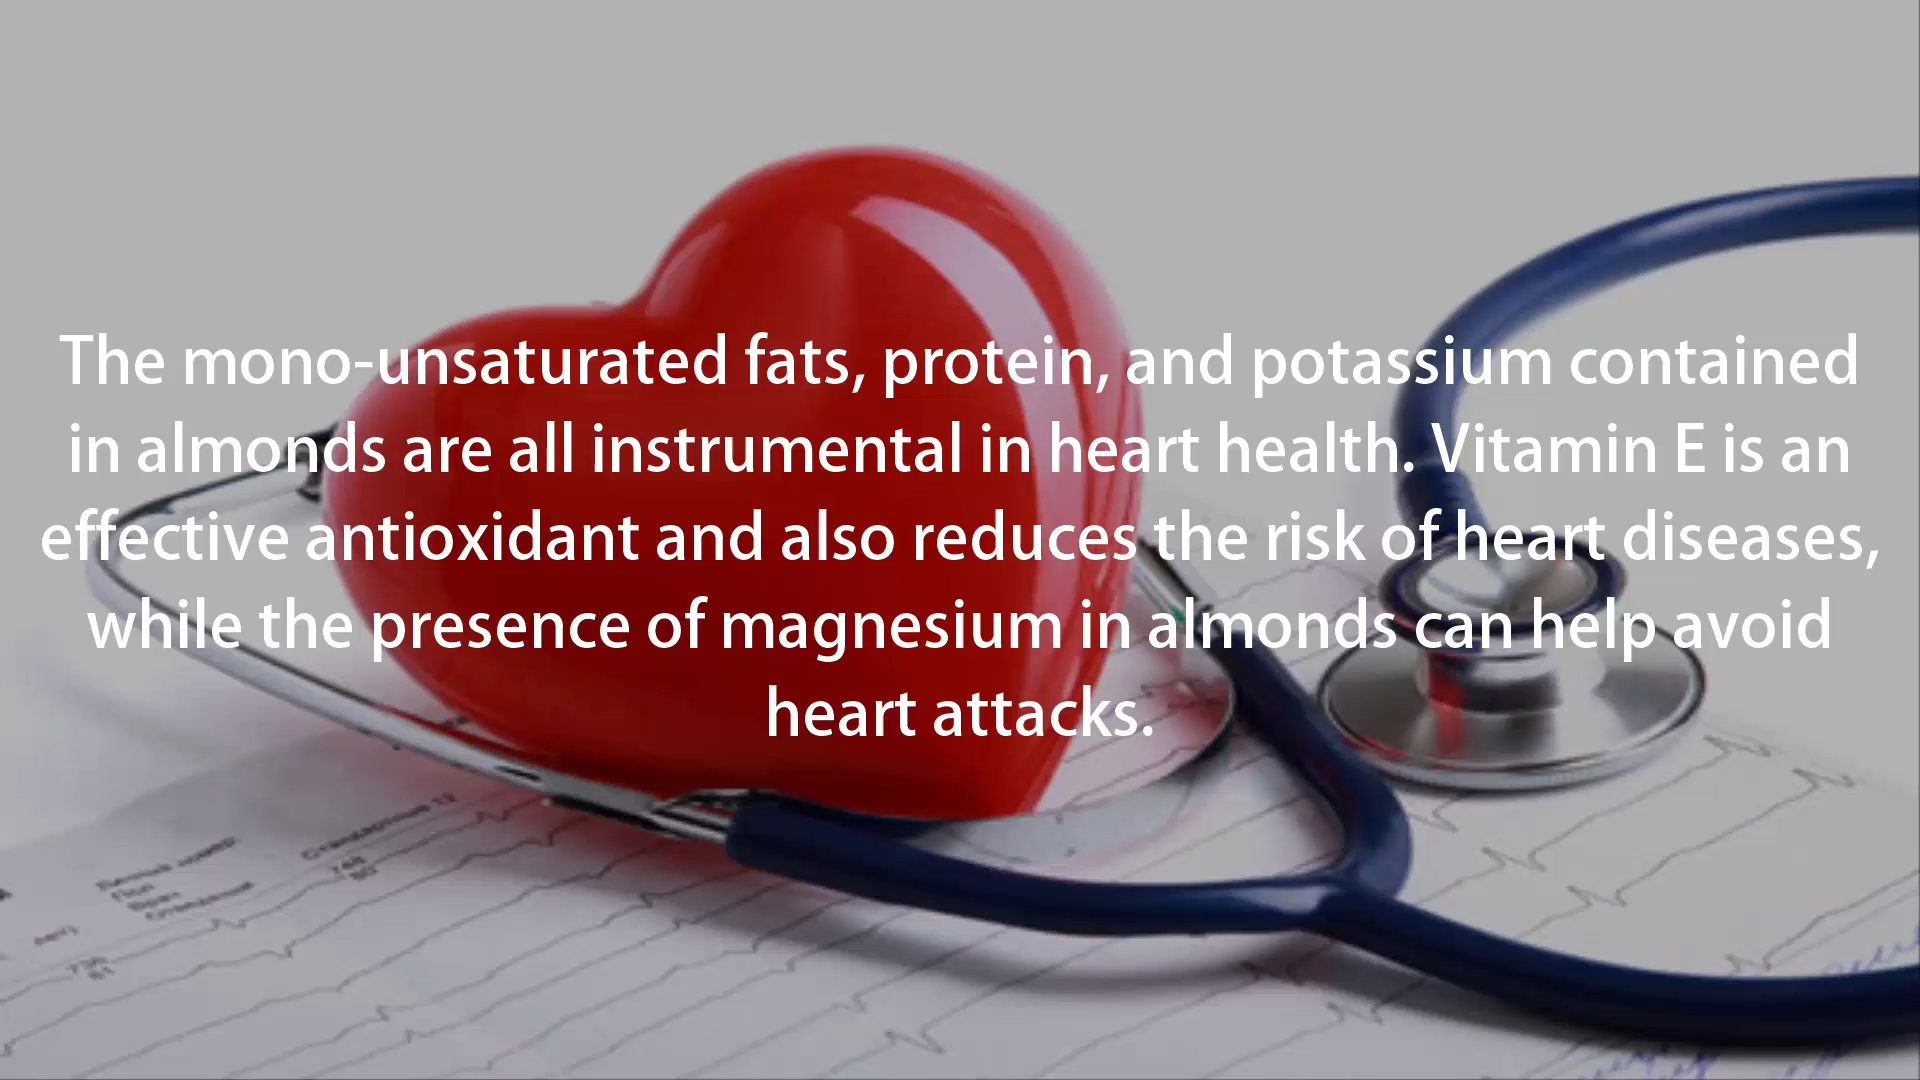 The mono-unsaturated fats, protein, and potassium contained
in almonds are all instrumental in heart health. Vitamin E is an
effective antioxidant and also reduces the risk of heart diseases,
while the presence of magnesium in almonds can help avoid
heart attacks.